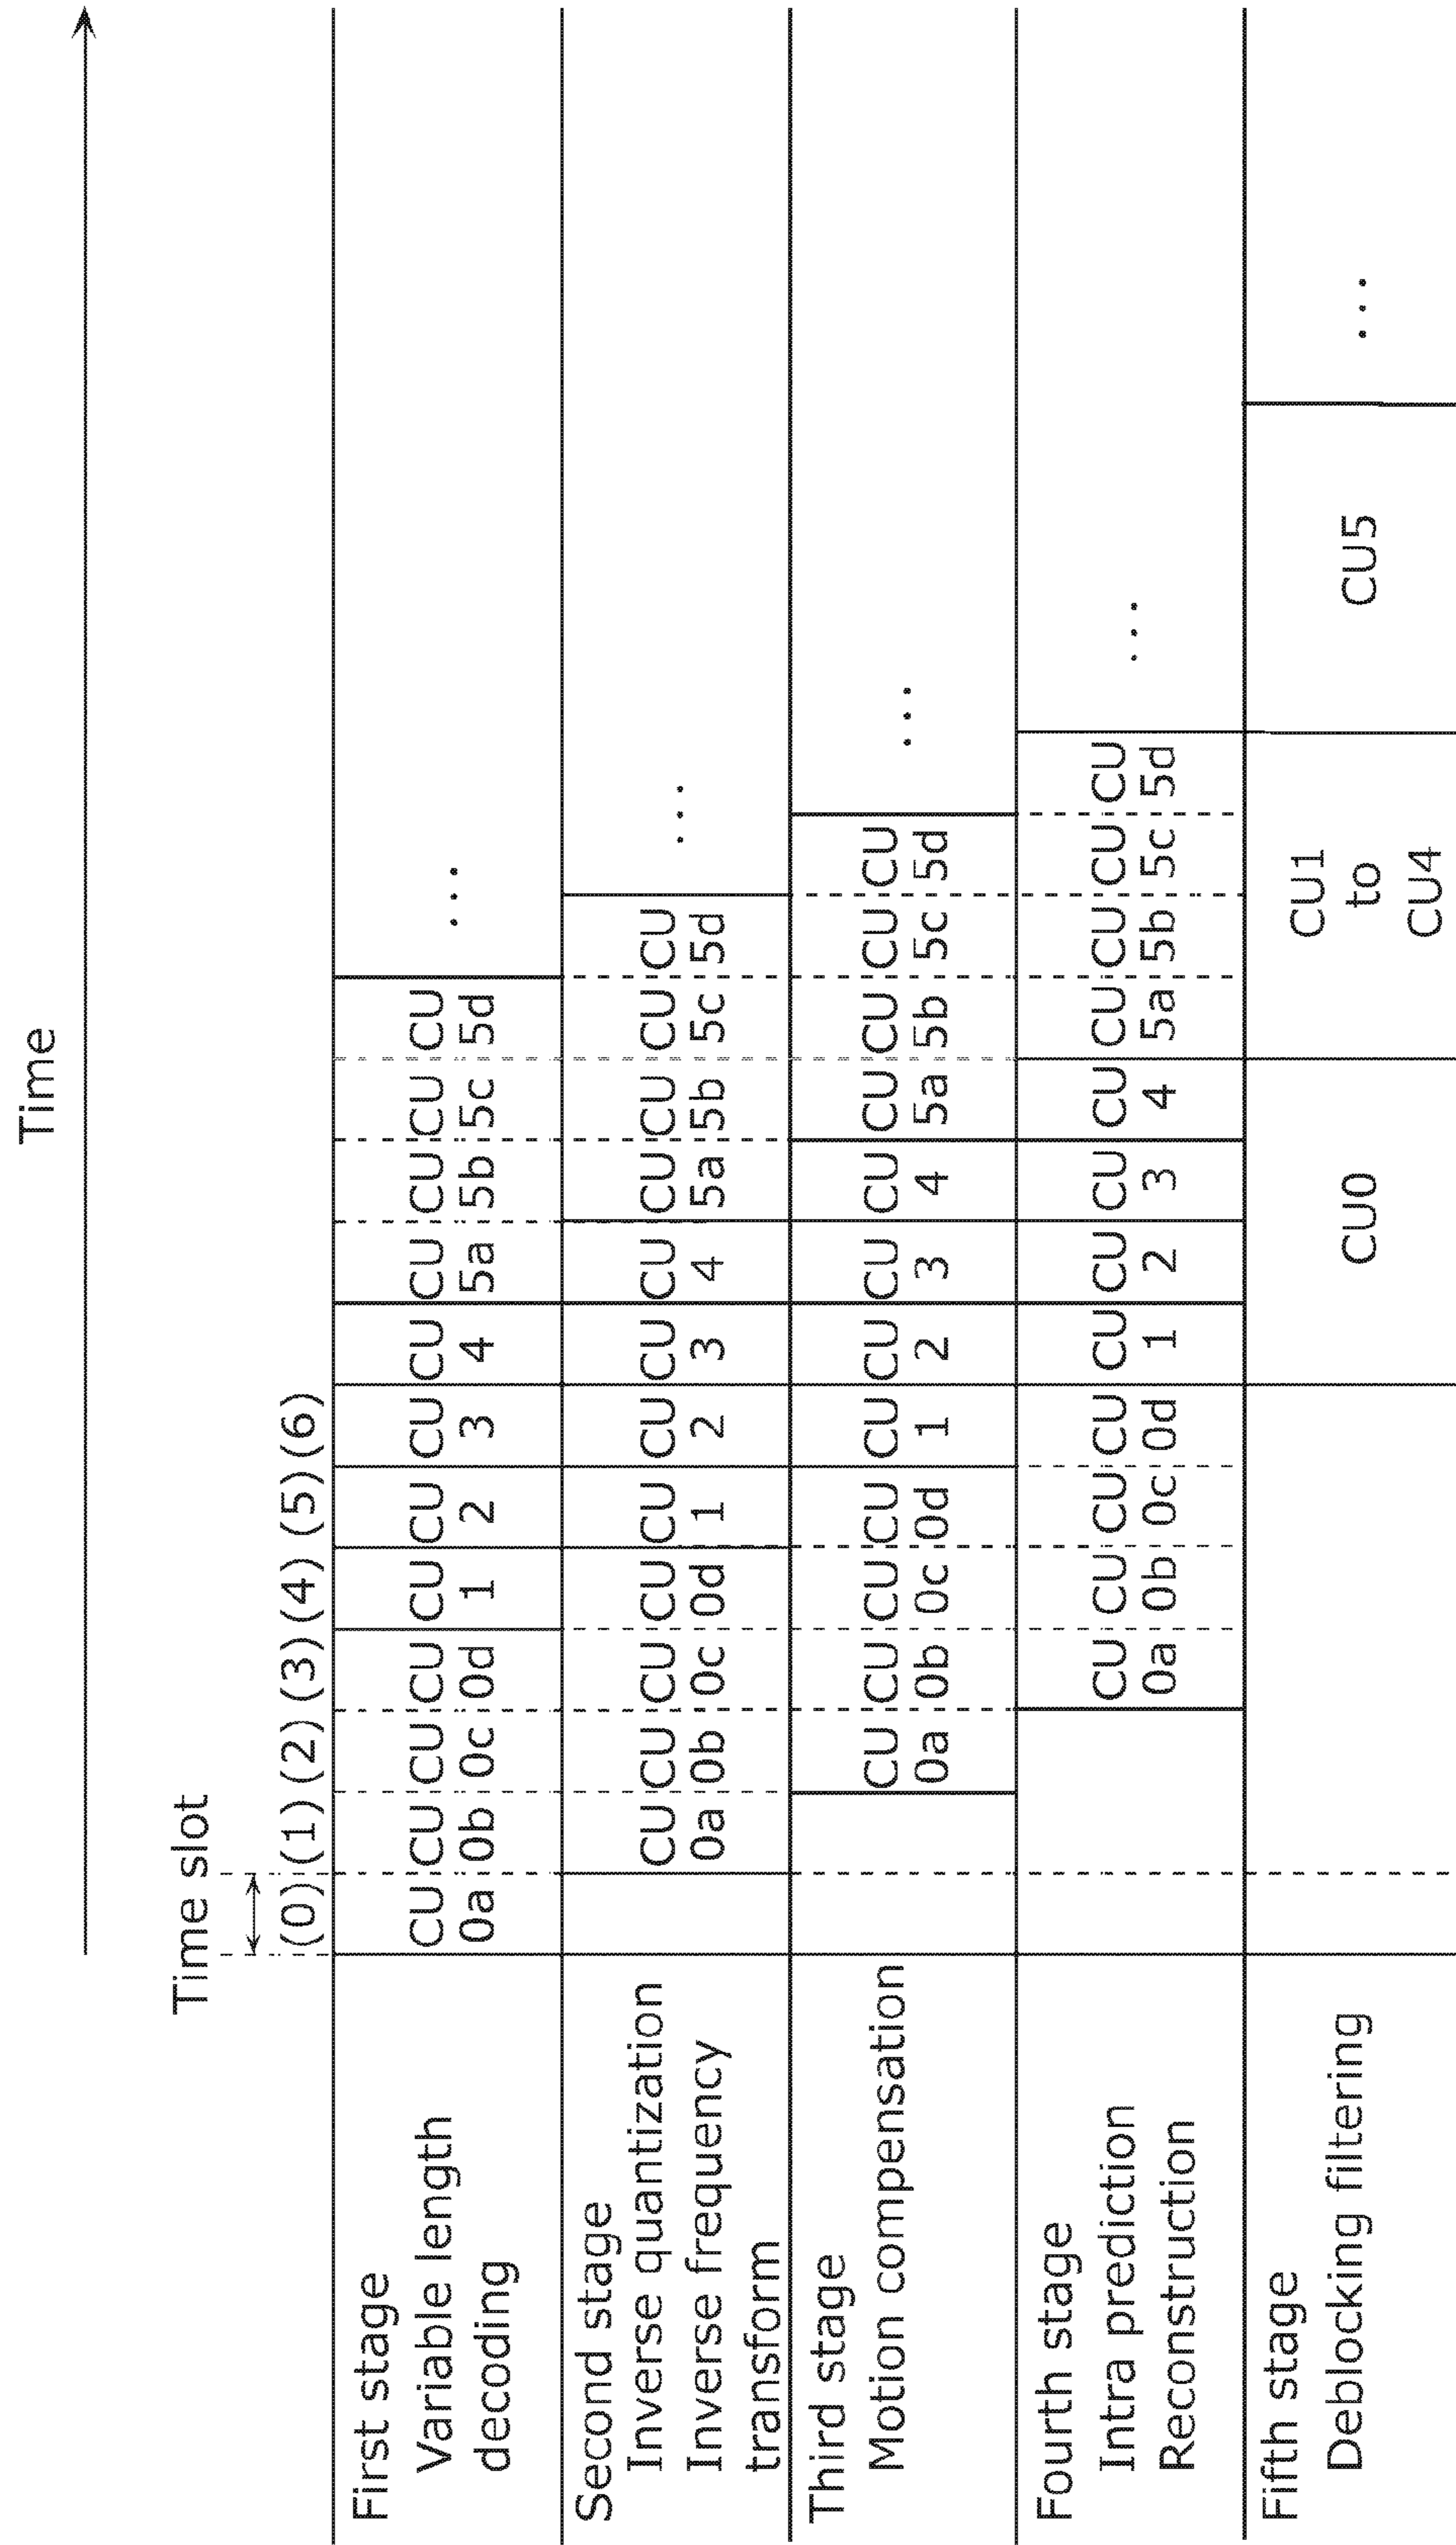 Time
Time slot
(0) (1) (2) (3) (4) (5) (6)
First stage
Variable length
decoding
CU CU CU CU CU CU CU CU CU CU CU CU
0a 0b 0c 0d 1 2 3 4 5a 5b 5c 5d
...
Second stage
Inverse quantization
Inverse frequency
transform
CU CU CU CU CU CU CU CU CU CU CU CU
0a 0b 0c 0d 1 2 3 4 5a 5b 5c 5d
...
Third stage
Motion compensation
CU CU CU CU CU CU CU CU CU CU CU CU
0a 0b 0c 0d 1 2 3 4 5a 5b 5c 5d
...
Fourth stage
Intra prediction
Reconstruction
CU CU CU CU CU CU CU CU CU CU CU CU
0a 0b 0c 0d 1 2 3 4 5a 5b 5c 5d
...
Fifth stage
Deblocking filtering
CU0
CU1
to
CU4
CU5
...